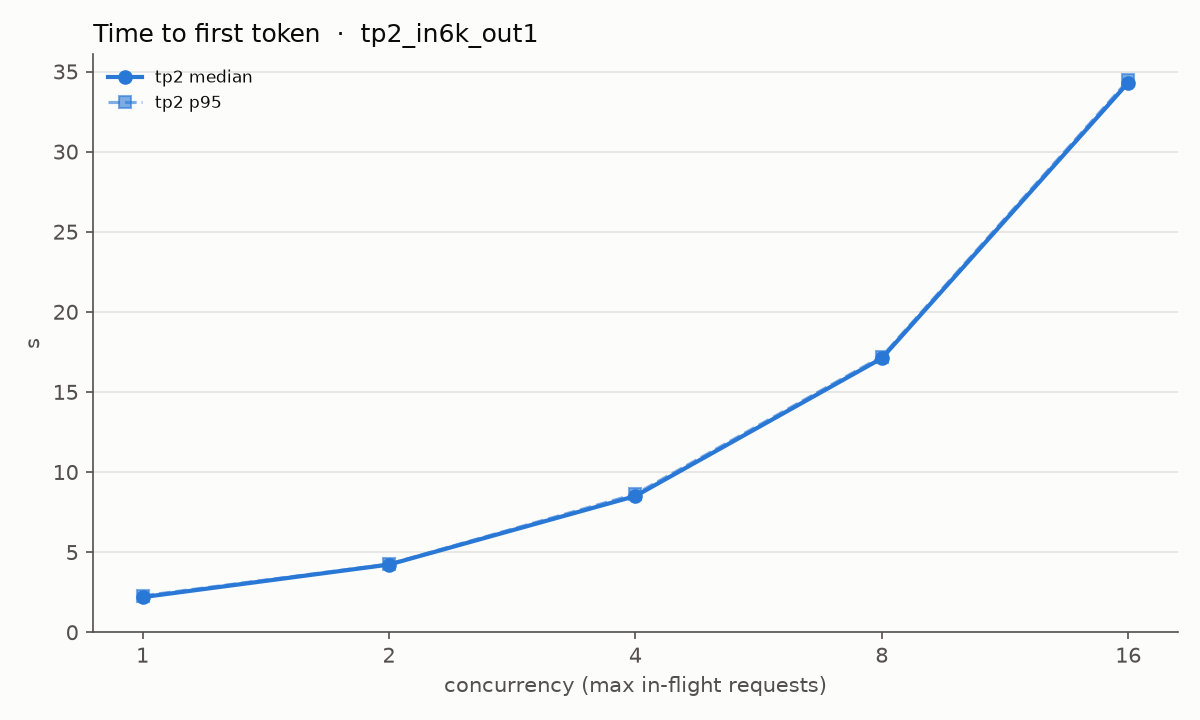 Time to first token · tp2_in6k_out1
tp2 median
tp2 p95
35
30
25
20
15
10
5
0
s
1 2 4 8 16
concurrency (max in-flight requests)